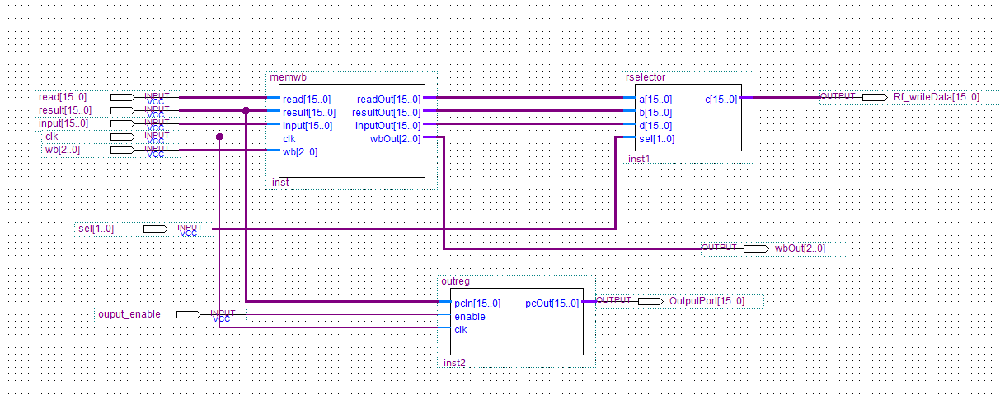 memwb
rselector
read[15..0] INPUT VCC
read[15..0] readOut[15..0]
a[15..0] c[15..0]
OUTPUT Rf_writeData[15..0]
result[15..0] INPUT VCC
result[15..0] resultOut[15..0]
b[15..0]
input[15..0] INPUT VCC
input[15..0] inputOut[15..0]
d[15..0]
clk INPUT VCC
clk wbOut[2..0]
sel[1..0]
wb[2..0] INPUT VCC
wb[2..0]
inst
inst1
sel[1..0] INPUT VCC
OUTPUT wbOut[2..0]
outreg
pcIn[15..0] pcOut[15..0]
OUTPUT OutputPort[15..0]
ouput_enable INPUT VCC
enable
clk
inst2